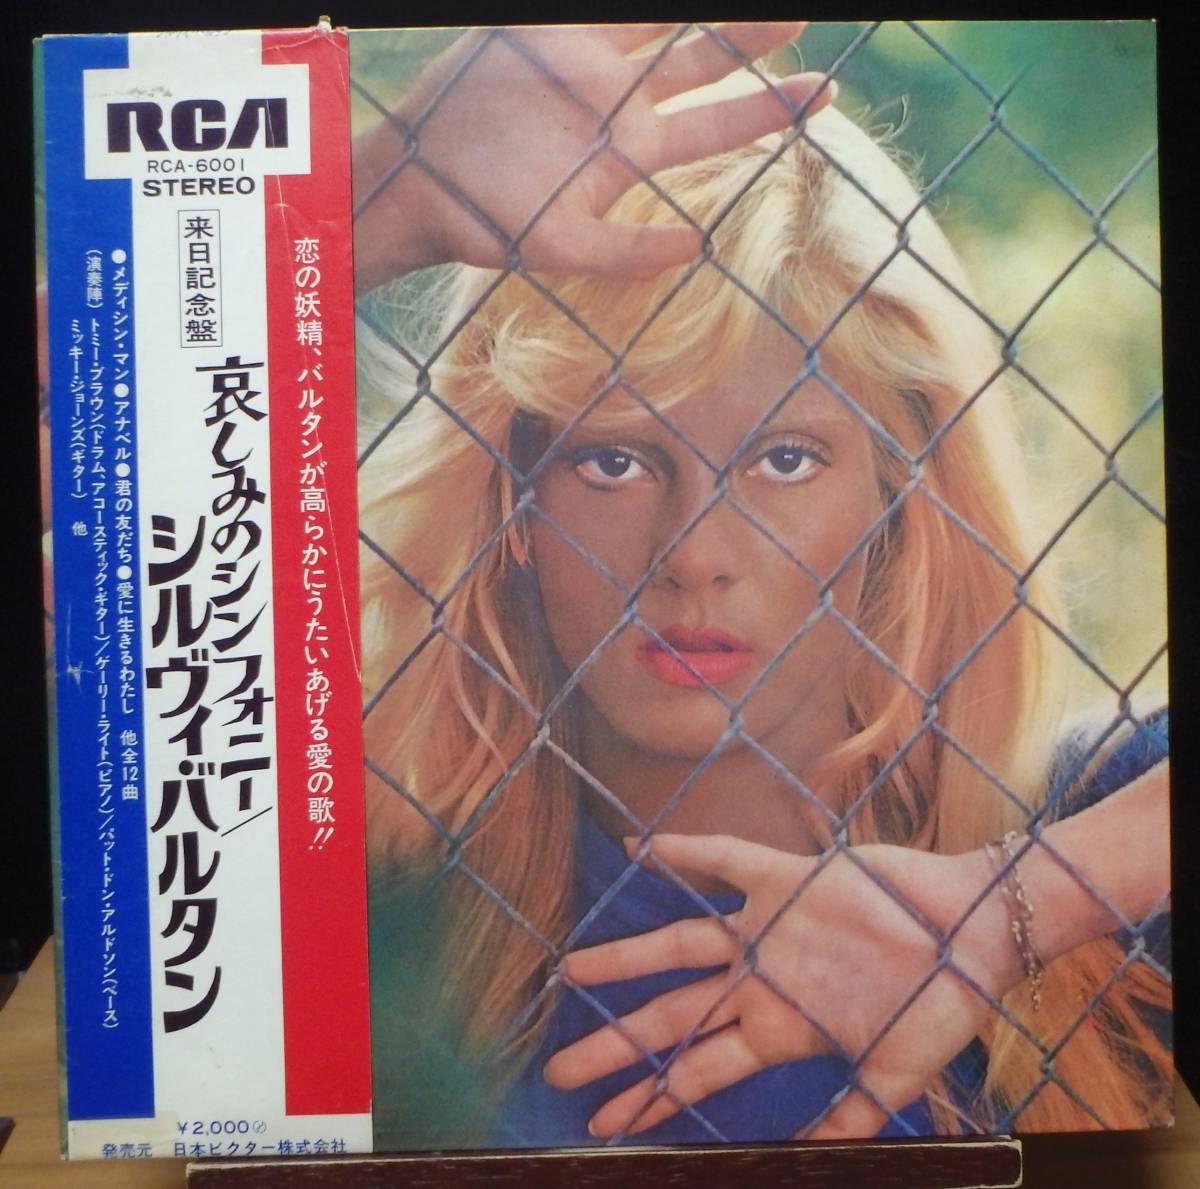 RCA
RCA-6001
STEREO
来日記念盤
恋の妖精、バルタンが高らかにうたいあげる愛の歌!!
哀しみのシンフォニー/
シルヴィ・バルタン
●メディシン・マン●アナベル●君の友だち●愛に生きるわたし 他全12曲
(演奏陣) トミー・ブラウン(ドラム、アコースティック・ギター)/ゲーリー・ライト(ピアノ)/パット・ドン・アルドソン(ベース)
ミッキー・ジョーンズ(ギター) 他
¥2,000
発売元 日本ビクター株式会社